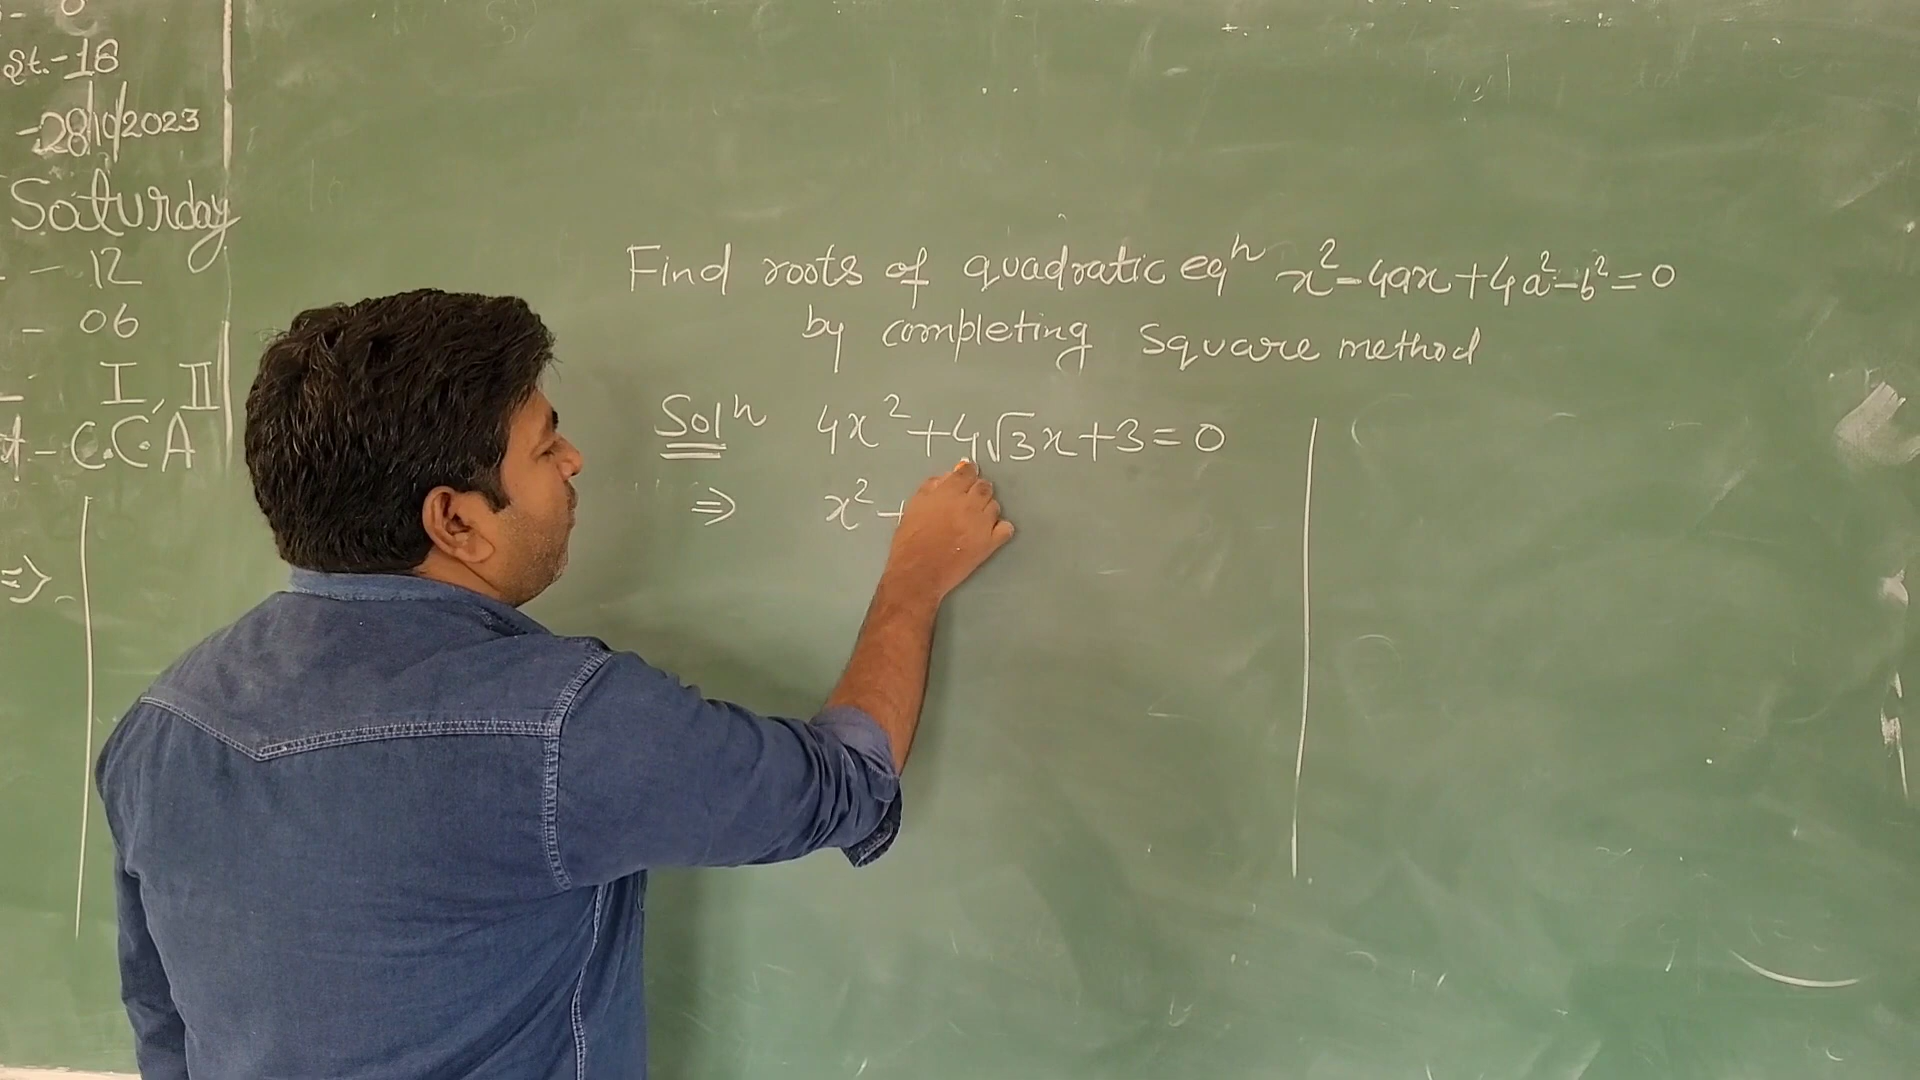 - 0
St.-18
-28/10/2023
Saturday
- 12
- 06
I, II
- C.C.A
=>
Find roots of quadratic eqⁿ x²-4ax+4a²-b²=0
by completing Square method
Solⁿ 4x²+4√3x+3=0
⇒ x²+